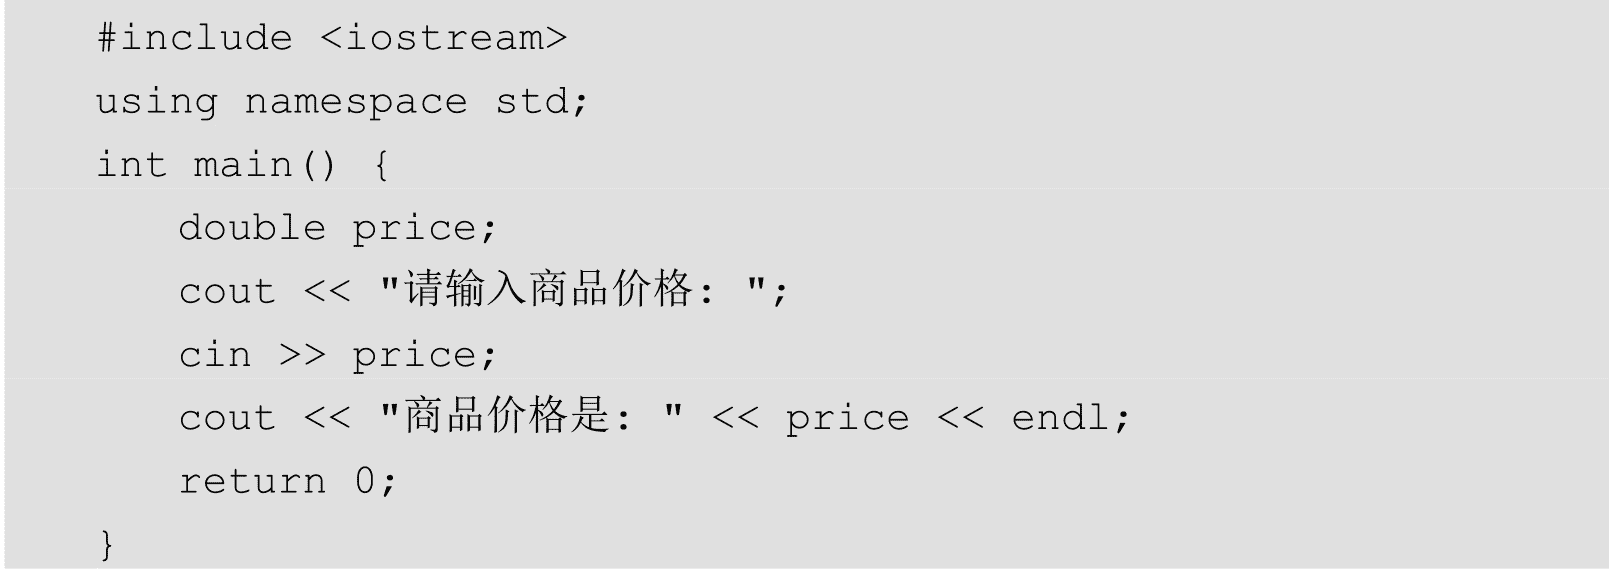 #include <iostream>
using namespace std;
int main() {
    double price;
    cout << "请输入商品价格: ";
    cin >> price;
    cout << "商品价格是: " << price << endl;
    return 0;
}